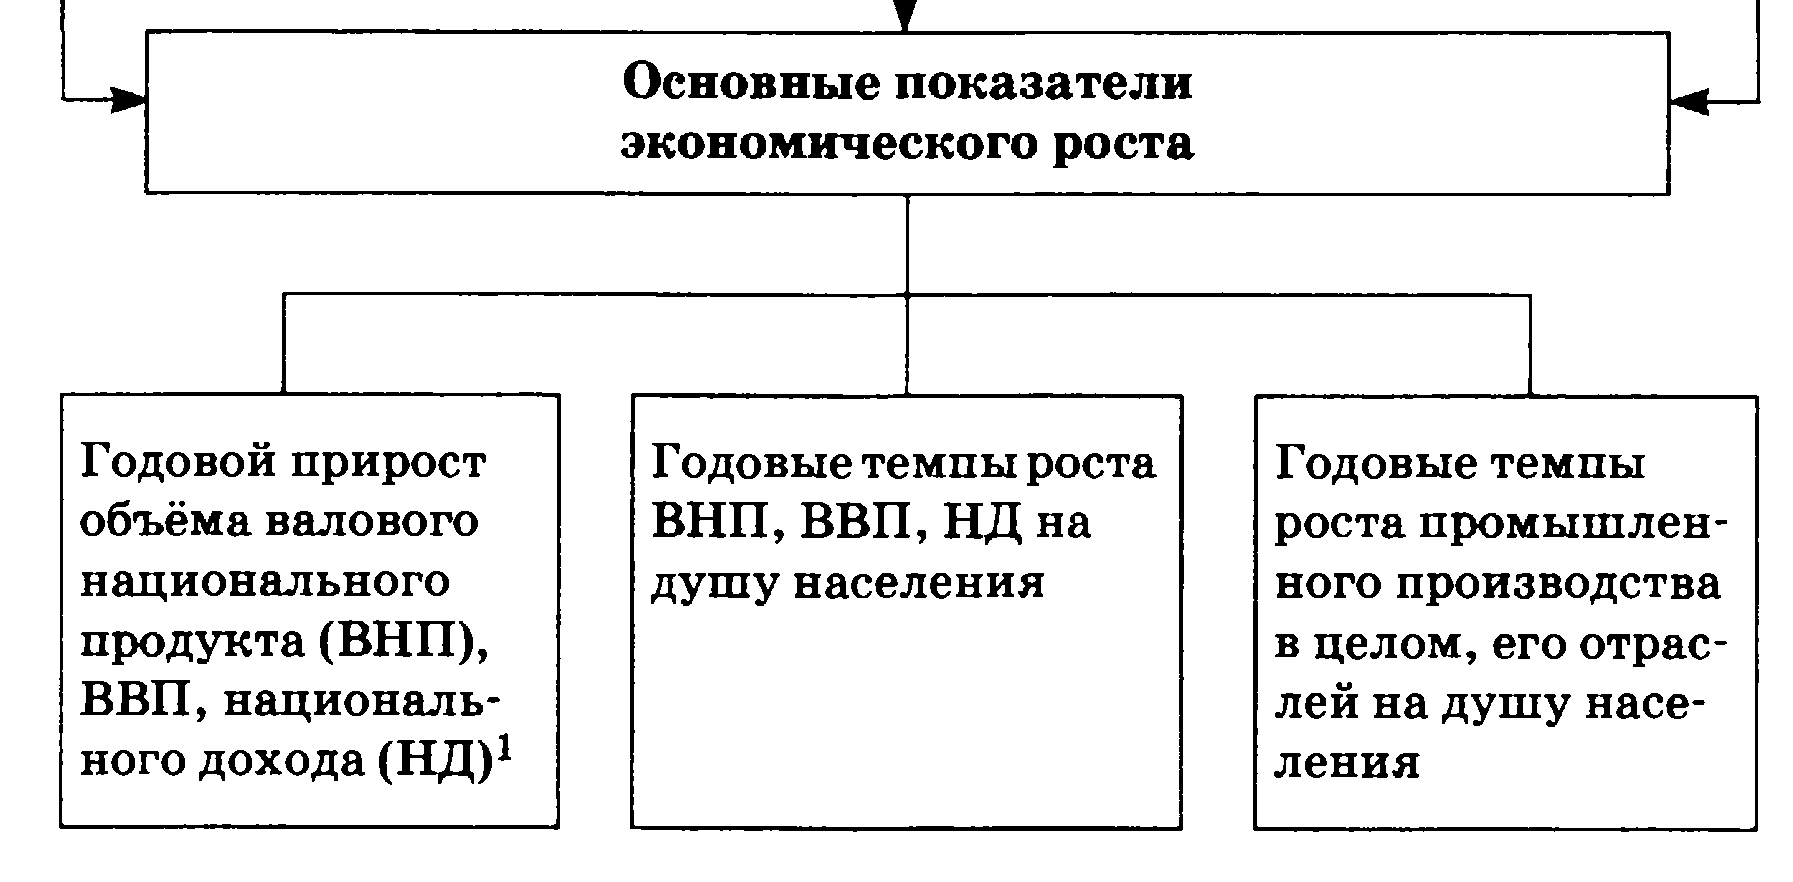 Основные показатели
экономического роста
Годовой прирост
объёма валового
национального
продукта (ВНП),
ВВП, националь-
ного дохода (НД)¹
Годовые темпы роста
ВНП, ВВП, НД на
душу населения
Годовые темпы
роста промышлен-
ного производства
в целом, его отрас-
лей на душу насе-
ления